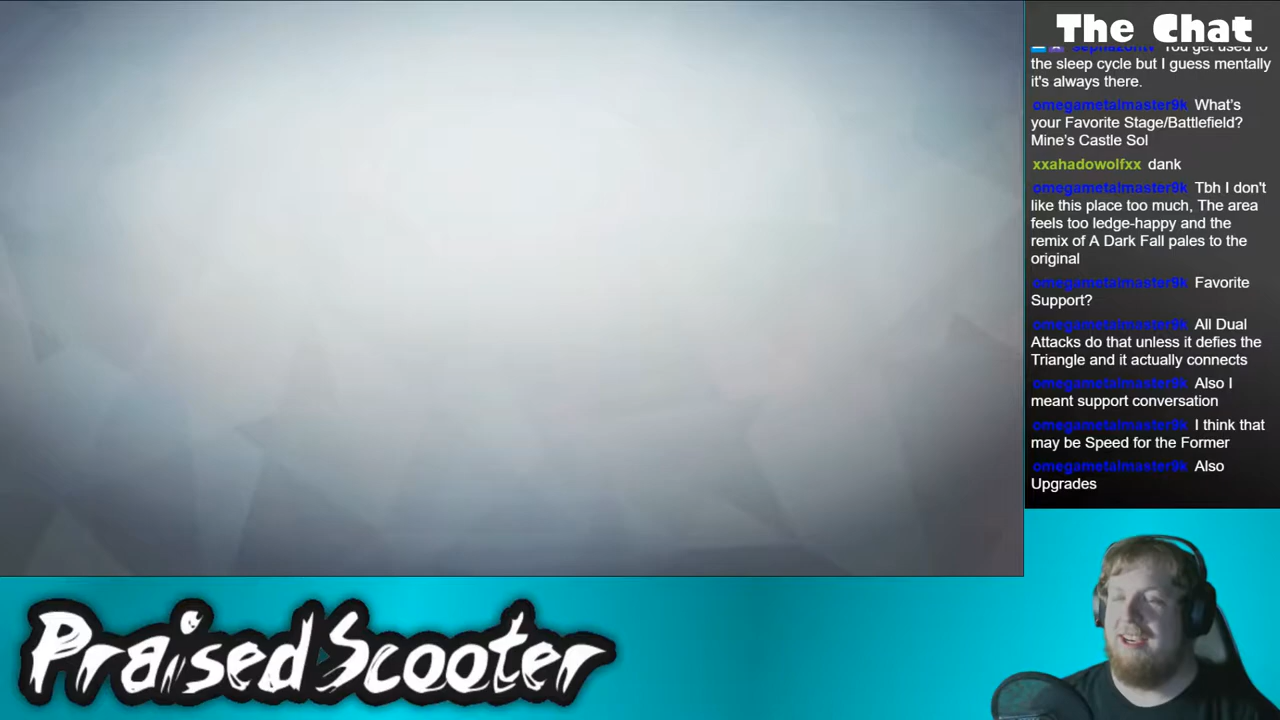 The Chat
You get used to
the sleep cycle but I guess mentally
it's always there.
omegametalmaster9k What's
your Favorite Stage/Battlefield?
Mine's Castle Sol
xxahadowolfxx dank
omegametalmaster9k Tbh I don't
like this place too much, The area
feels too ledge-happy and the
remix of A Dark Fall pales to the
original
omegametalmaster9k Favorite
Support?
omegametalmaster9k All Dual
Attacks do that unless it defies the
Triangle and it actually connects
omegametalmaster9k Also I
meant support conversation
omegametalmaster9k I think that
may be Speed for the Former
omegametalmaster9k Also
Upgrades
PraisedScooter